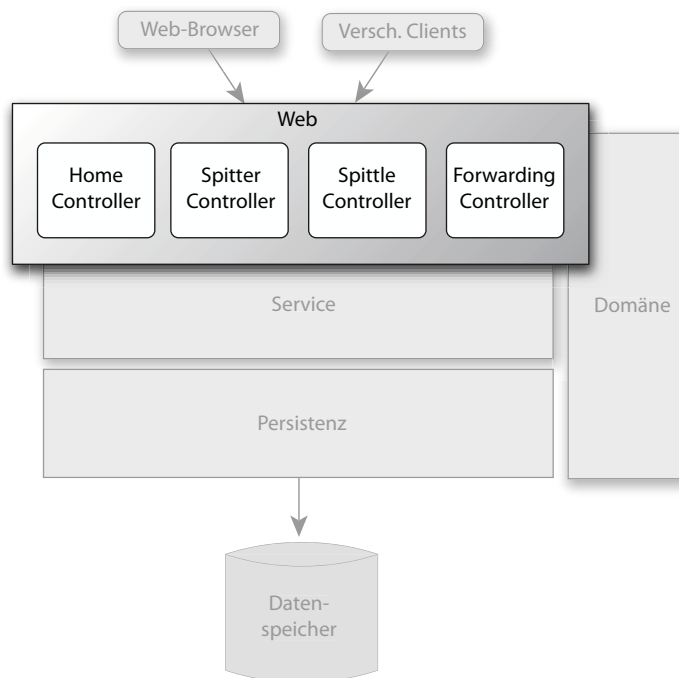 Web-Browser
Versch. Clients
Web
Home
Controller
Spitter
Controller
Spittle
Controller
Forwarding
Controller
Service
Domäne
Persistenz
Daten-
speicher